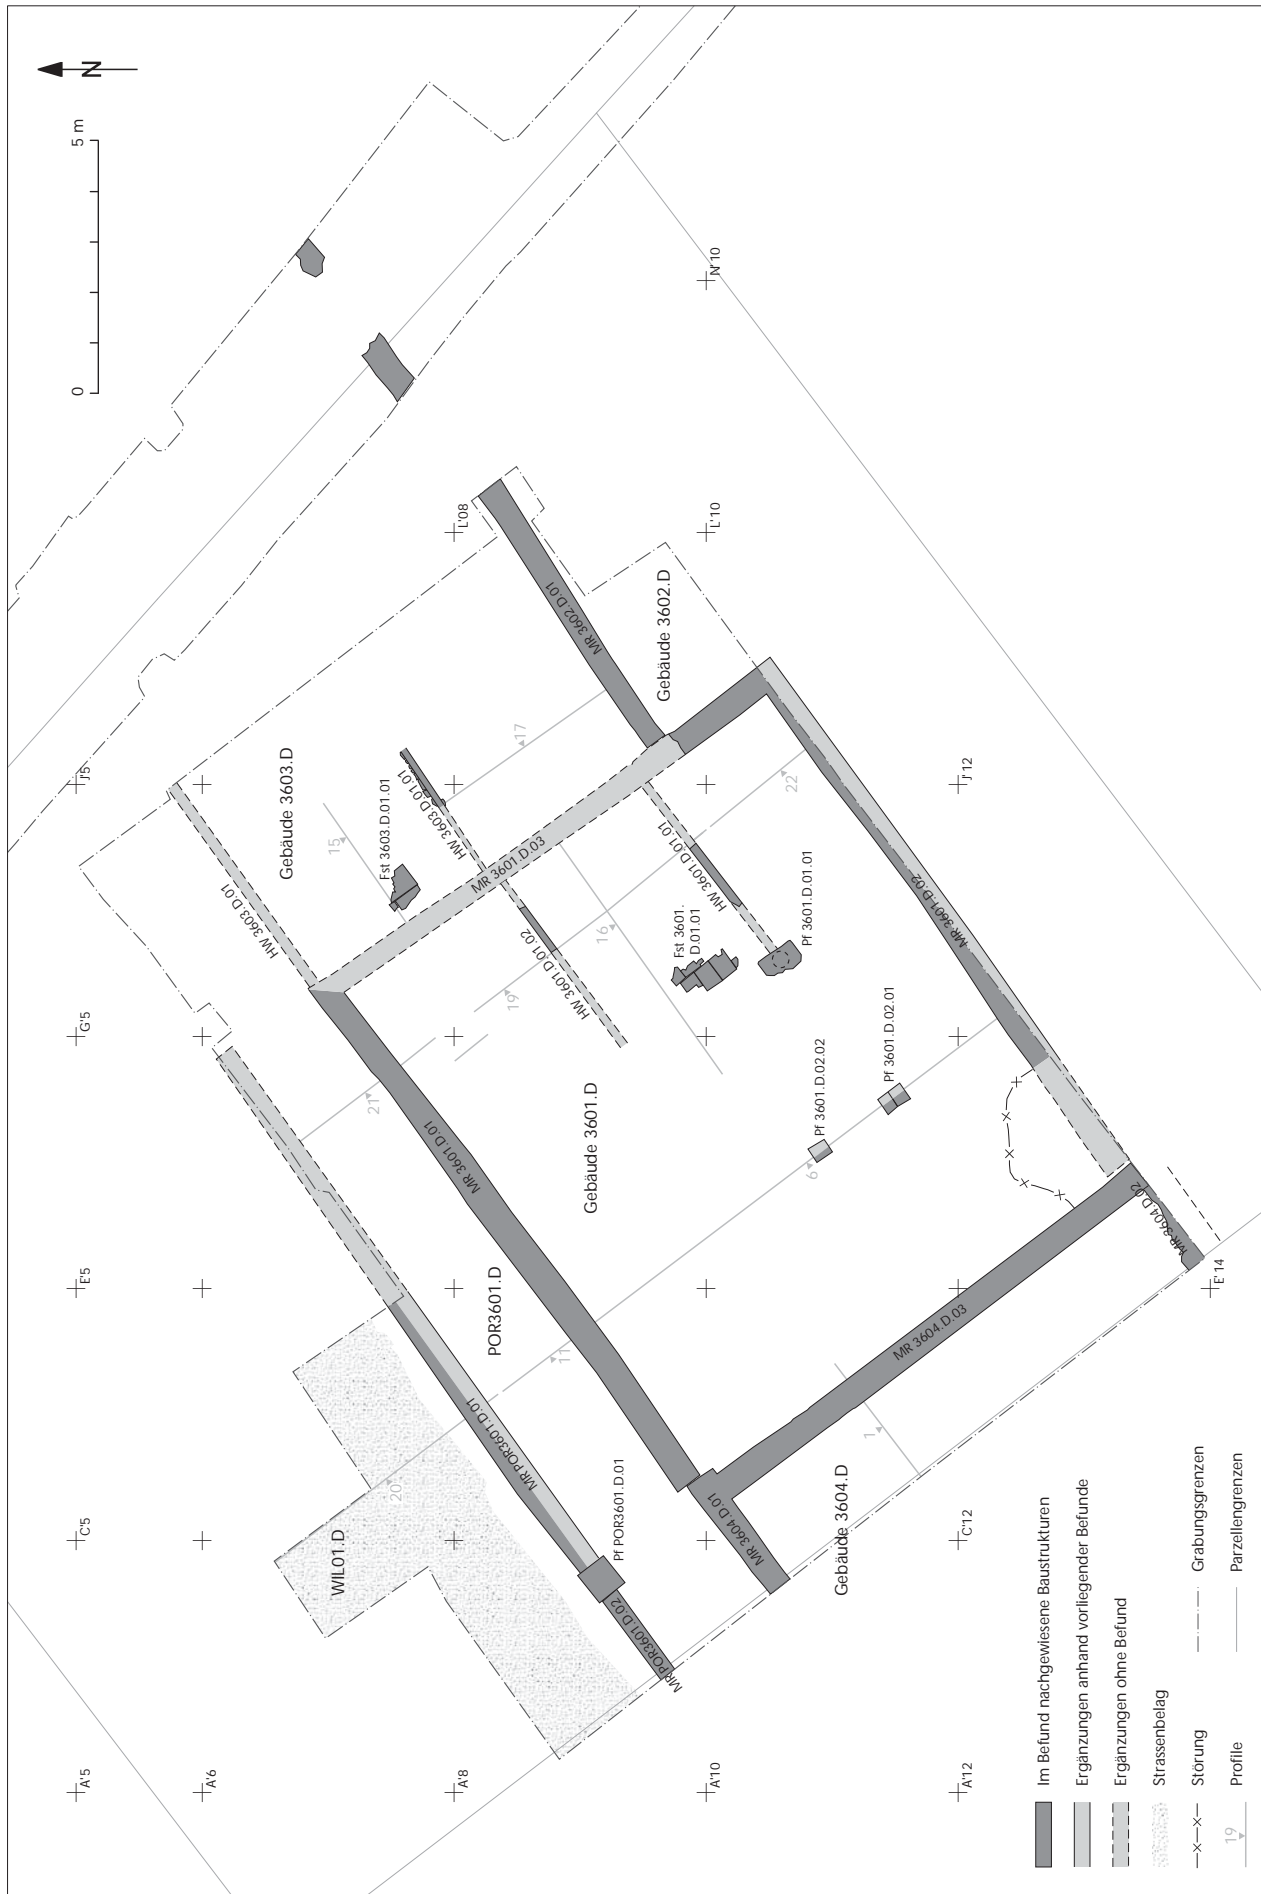 N
0
5 m
A'5
C'5
E'5
G'5
J'5
A'6
A'8
L'08
A'10
L'10
N'10
A'12
C'12
J'12
E'14
WIL01.D
POR3601.D
Gebäude 3601.D
Gebäude 3602.D
Gebäude 3603.D
Gebäude 3604.D
HW 3603.D.01
HW 3603.D.01.01
Fst 3603.D.01.01
MR 3602.D.01
MR 3601.D.03
MR 3601.D.01
MR 3601.D.02
HW 3601.D.01.02
HW 3601.D.01.01
Fst 3601.
D.01.01
Pf 3601.D.01.01
Pf 3601.D.02.02
Pf 3601.D.02.01
MR POR3601.D.01
Pf POR3601.D.01
MR POR3601.D.02
MR 3604.D.01
MR 3604.D.03
MR 3604.D.02
15
17
19
16
22
21
6
11
20
1
Im Befund nachgewiesene Baustrukturen
Ergänzungen anhand vorliegender Befunde
Ergänzungen ohne Befund
Strassenbelag
Störung
Grabungsgrenzen
19
Profile
Parzellengrenzen